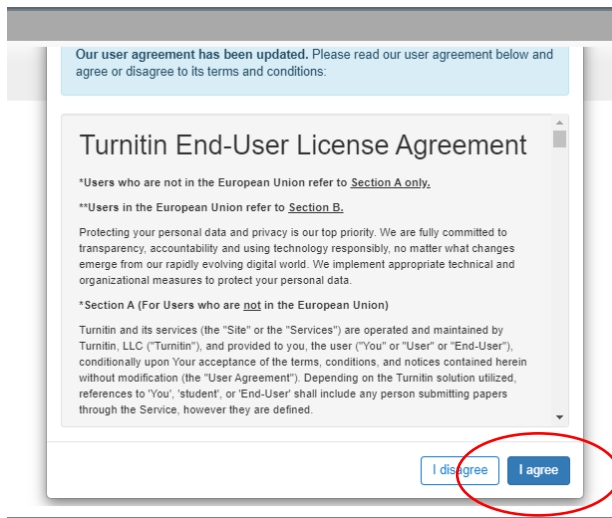 Our user agreement has been updated. Please read our user agreement below and
agree or disagree to its terms and conditions:
Turnitin End-User License Agreement
*Users who are not in the European Union refer to Section A only.
**Users in the European Union refer to Section B.
Protecting your personal data and privacy is our top priority. We are fully committed to
transparency, accountability and using technology responsibly, no matter what changes
emerge from our rapidly evolving digital world. We implement appropriate technical and
organizational measures to protect your personal data.
*Section A (For Users who are not in the European Union)
Turnitin and its services (the "Site" or the "Services") are operated and maintained by
Turnitin, LLC ("Turnitin"), and provided to you, the user ("You" or "User" or "End-User"),
conditionally upon Your acceptance of the terms, conditions, and notices contained herein
without modification (the "User Agreement"). Depending on the Turnitin solution utilized,
references to 'You', 'student', or 'End-User' shall include any person submitting papers
through the Service, however they are defined.
I disagree I agree